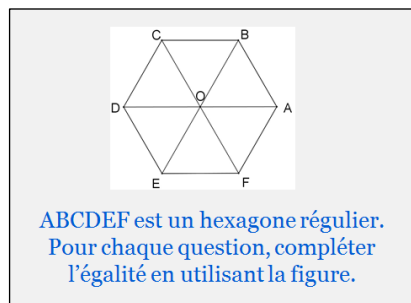 C B
D O A
E F
ABCDEF est un hexagone régulier.
Pour chaque question, compléter
l'égalité en utilisant la figure.